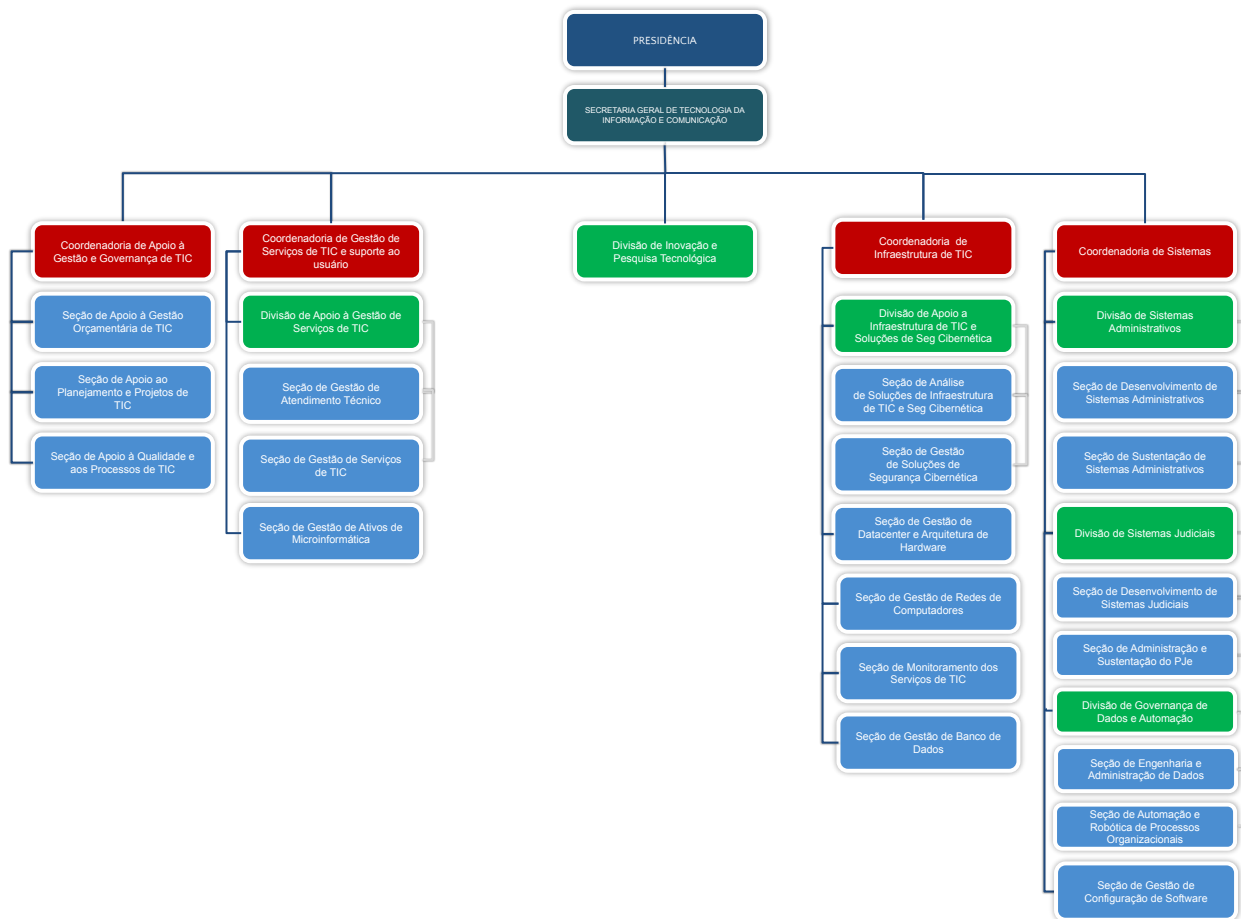 PRESIDÊNCIA
SECRETARIA GERAL DE TECNOLOGIA DA
INFORMAÇÃO E COMUNICAÇÃO
Coordenadoria de Apoio à
Gestão e Governança de TIC
Seção de Apoio à Gestão
Orçamentária de TIC
Seção de Apoio ao
Planejamento e Projetos de
TIC
Seção de Apoio à Qualidade e
aos Processos de TIC
Coordenadoria de Gestão de
Serviços de TIC e suporte ao
usuário
Divisão de Apoio à Gestão de
Serviços de TIC
Seção de Gestão de
Atendimento Técnico
Seção de Gestão de Serviços
de TIC
Seção de Gestão de Ativos de
Microinformática
Divisão de Inovação e
Pesquisa Tecnológica
Coordenadoria de
Infraestrutura de TIC
Divisão de Apoio a
Infraestrutura de TIC e
Soluções de Seg Cibernética
Seção de Análise
de Soluções de Infraestrutura
de TIC e Seg Cibernética
Seção de Gestão
de Soluções de
Segurança Cibernética
Seção de Gestão de
Datacenter e Arquitetura de
Hardware
Seção de Gestão de Redes de
Computadores
Seção de Monitoramento dos
Serviços de TIC
Seção de Gestão de Banco de
Dados
Coordenadoria de Sistemas
Divisão de Sistemas
Administrativos
Seção de Desenvolvimento de
Sistemas Administrativos
Seção de Sustentação de
Sistemas Administrativos
Divisão de Sistemas Judiciais
Seção de Desenvolvimento de
Sistemas Judiciais
Seção de Administração e
Sustentação do PJe
Divisão de Governança de
Dados e Automação
Seção de Engenharia e
Administração de Dados
Seção de Automação e
Robótica de Processos
Organizacionais
Seção de Gestão de
Configuração de Software